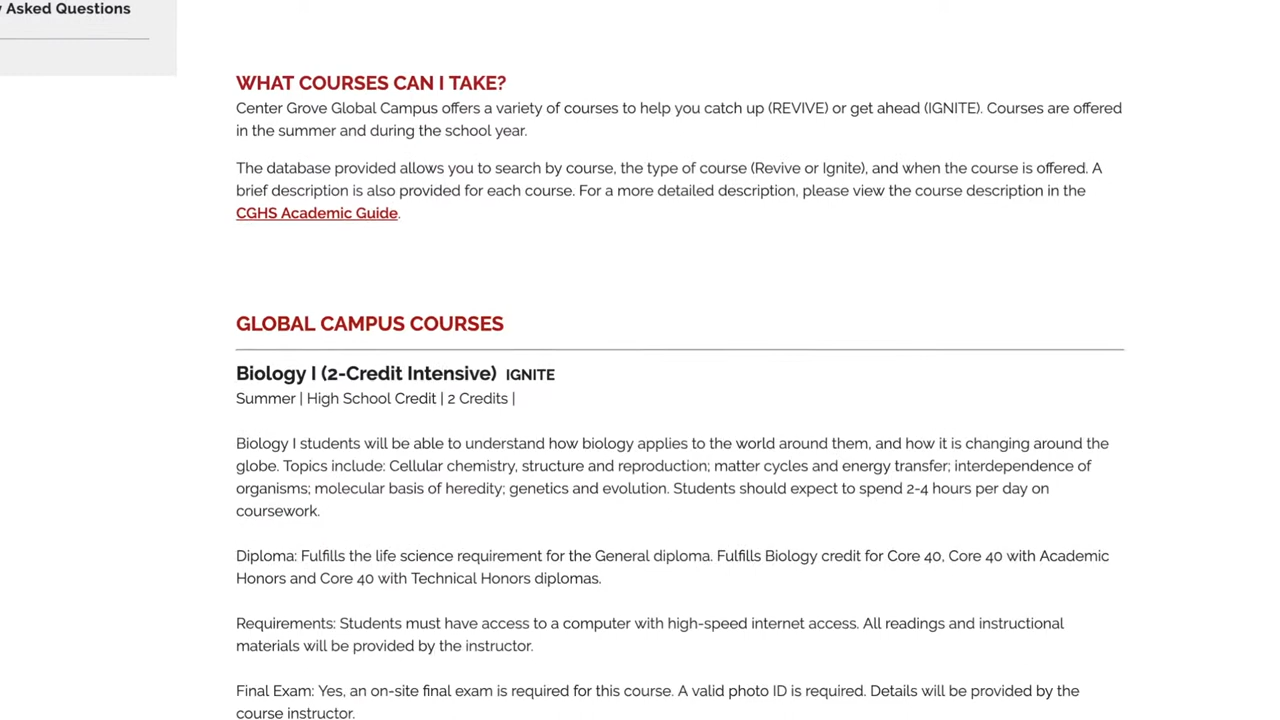 Asked Questions
WHAT COURSES CAN I TAKE?
Center Grove Global Campus offers a variety of courses to help you catch up (REVIVE) or get ahead (IGNITE). Courses are offered
in the summer and during the school year.
The database provided allows you to search by course, the type of course (Revive or Ignite), and when the course is offered. A
brief description is also provided for each course. For a more detailed description, please view the course description in the
CGHS Academic Guide.
GLOBAL CAMPUS COURSES
Biology I (2-Credit Intensive) IGNITE
Summer | High School Credit | 2 Credits |
Biology I students will be able to understand how biology applies to the world around them, and how it is changing around the
globe. Topics include: Cellular chemistry, structure and reproduction; matter cycles and energy transfer; interdependence of
organisms; molecular basis of heredity; genetics and evolution. Students should expect to spend 2-4 hours per day on
coursework.
Diploma: Fulfills the life science requirement for the General diploma. Fulfills Biology credit for Core 40, Core 40 with Academic
Honors and Core 40 with Technical Honors diplomas.
Requirements: Students must have access to a computer with high-speed internet access. All readings and instructional
materials will be provided by the instructor.
Final Exam: Yes, an on-site final exam is required for this course. A valid photo ID is required. Details will be provided by the
course instructor.